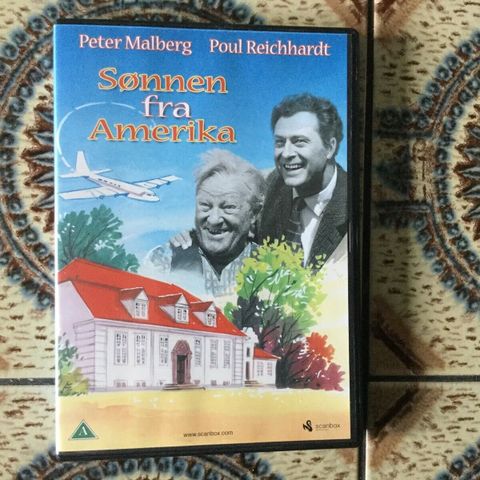 Peter Malberg Poul Reichhardt
Sønnen
fra
Amerika
A
www.scanbox.com
scanbox